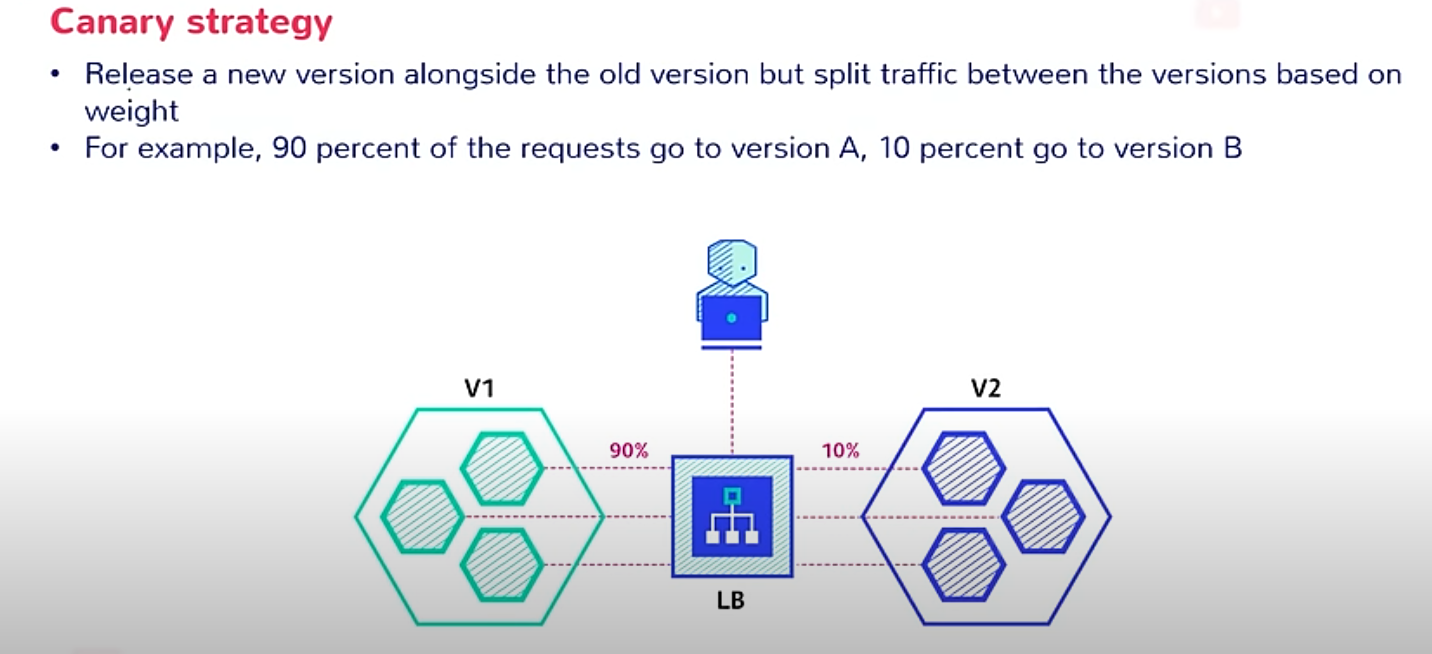 Canary strategy
• Release a new version alongside the old version but split traffic between the versions based on
weight
• For example, 90 percent of the requests go to version A, 10 percent go to version B
V1
V2
90%
10%
LB